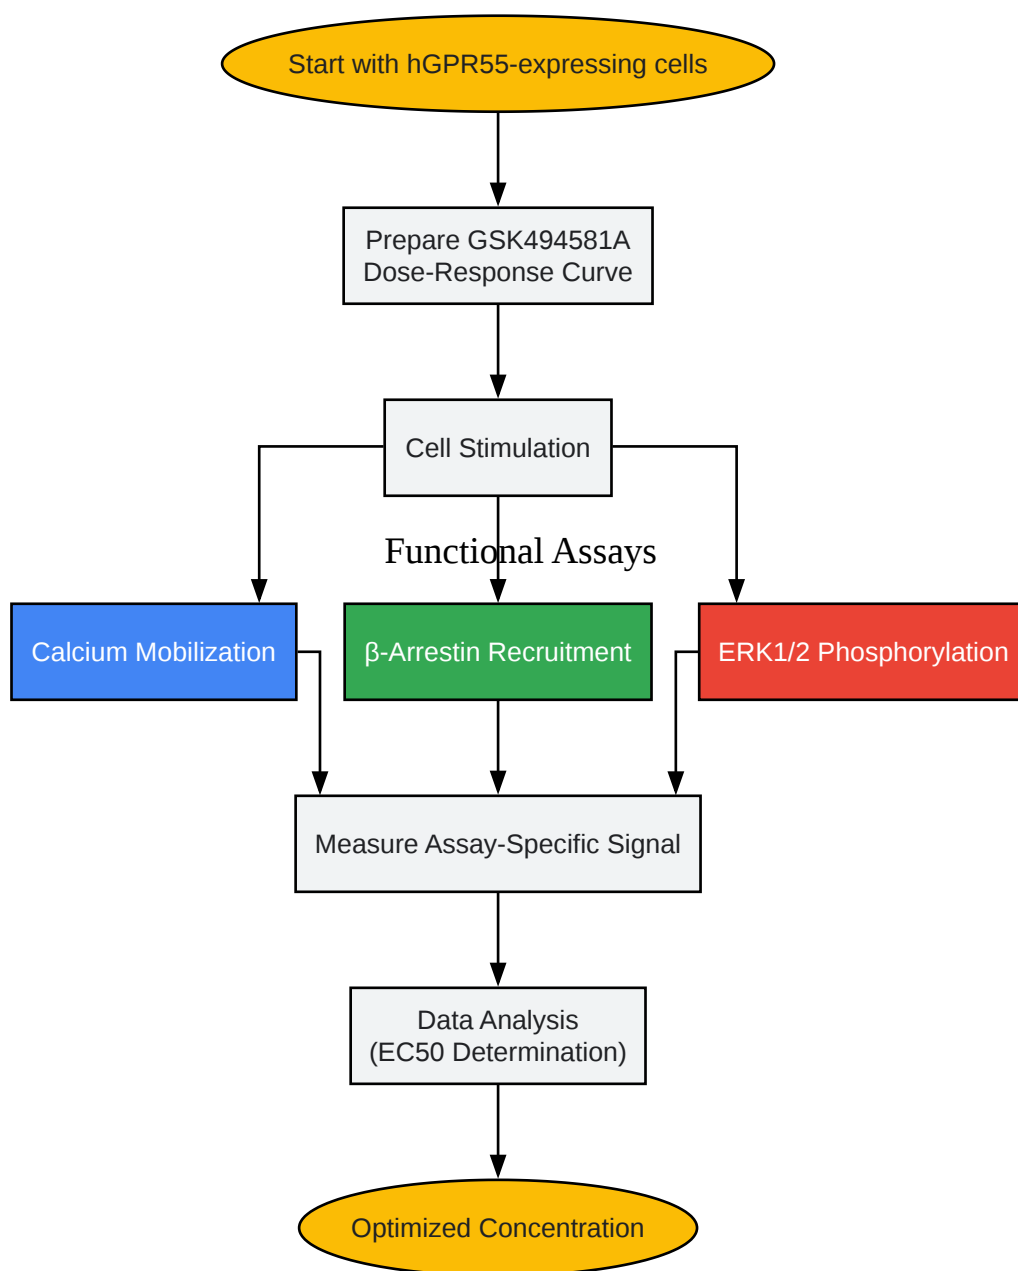 Start with hGPR55-expressing cells
Prepare GSK494581A
Dose-Response Curve
Cell Stimulation
Functional Assays
Calcium Mobilization
β-Arrestin Recruitment
ERK1/2 Phosphorylation
Measure Assay-Specific Signal
Data Analysis
(EC50 Determination)
Optimized Concentration